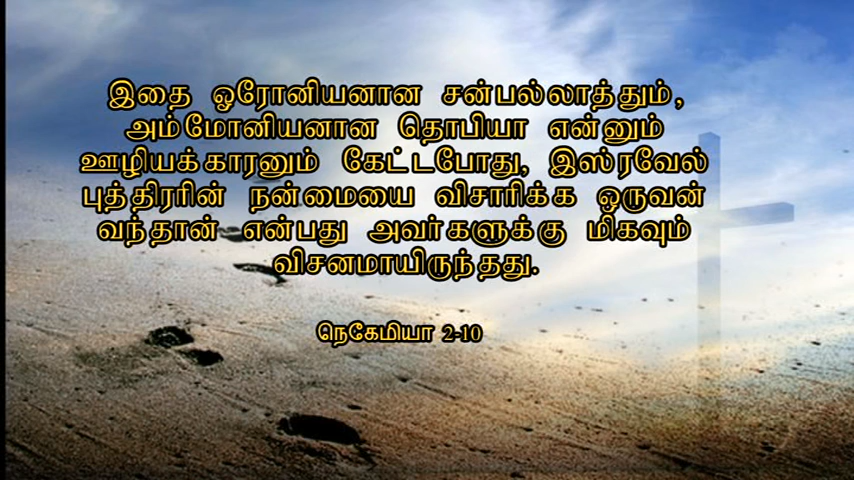 இதை ஓரோனியனான சன்பல்லாத்தும்,
அம்மோனியனான தொபியா என்னும்
ஊழியக்காரனும் கேட்டபோது, இஸ்ரவேல்
புத்திரரின் நன்மையை விசாரிக்க ஒருவன்
வந்தான் என்பது அவர்களுக்கு மிகவும்
விசனமாயிருந்தது.
நெகேமியா 2-10